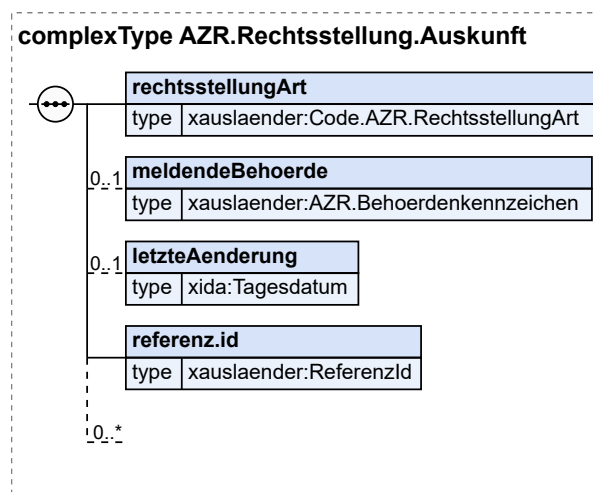 complexType AZR.Rechtsstellung.Auskunft
rechtsstellungArt
type xauslaender:Code.AZR.RechtsstellungArt
0..1 meldendeBehoerde
type xauslaender:AZR.Behoerdenkennzeichen
0..1 letzteAenderung
type xida:Tagesdatum
referenz.id
type xauslaender:ReferenzId
0..*